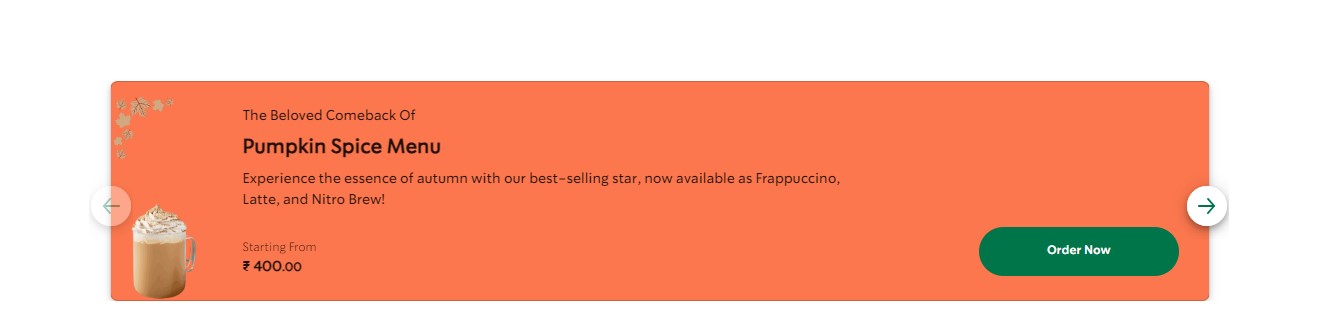 The Beloved Comeback Of
Pumpkin Spice Menu
Experience the essence of autumn with our best-selling star, now available as Frappuccino,
Latte, and Nitro Brew!
Starting From
₹ 400.00
Order Now